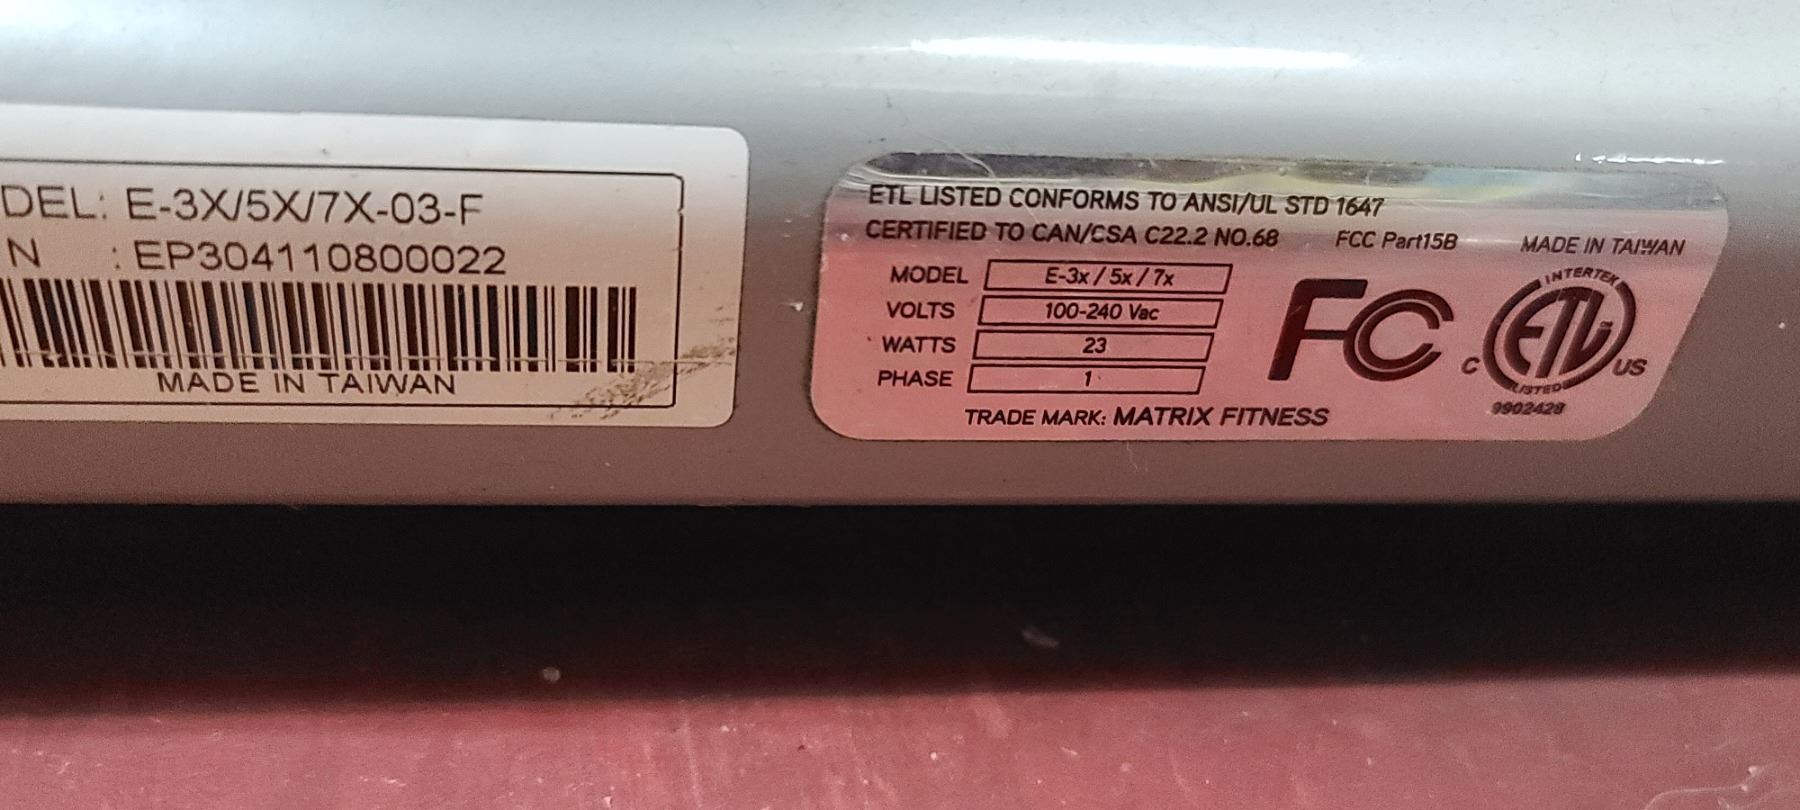 DEL: E-3X/5X/7X-03-F
N : EP304110800022
MADE IN TAIWAN
ETL LISTED CONFORMS TO ANSI/UL STD 1647
CERTIFIED TO CAN/CSA C22.2 NO.68 FCC Part15B MADE IN TAIWAN
MODEL E-3x / 5x / 7x
VOLTS 100-240 Vac
WATTS 23
PHASE 1
TRADE MARK: MATRIX FITNESS
FC
INTERTEK
ETL
C US
LISTED
9902428